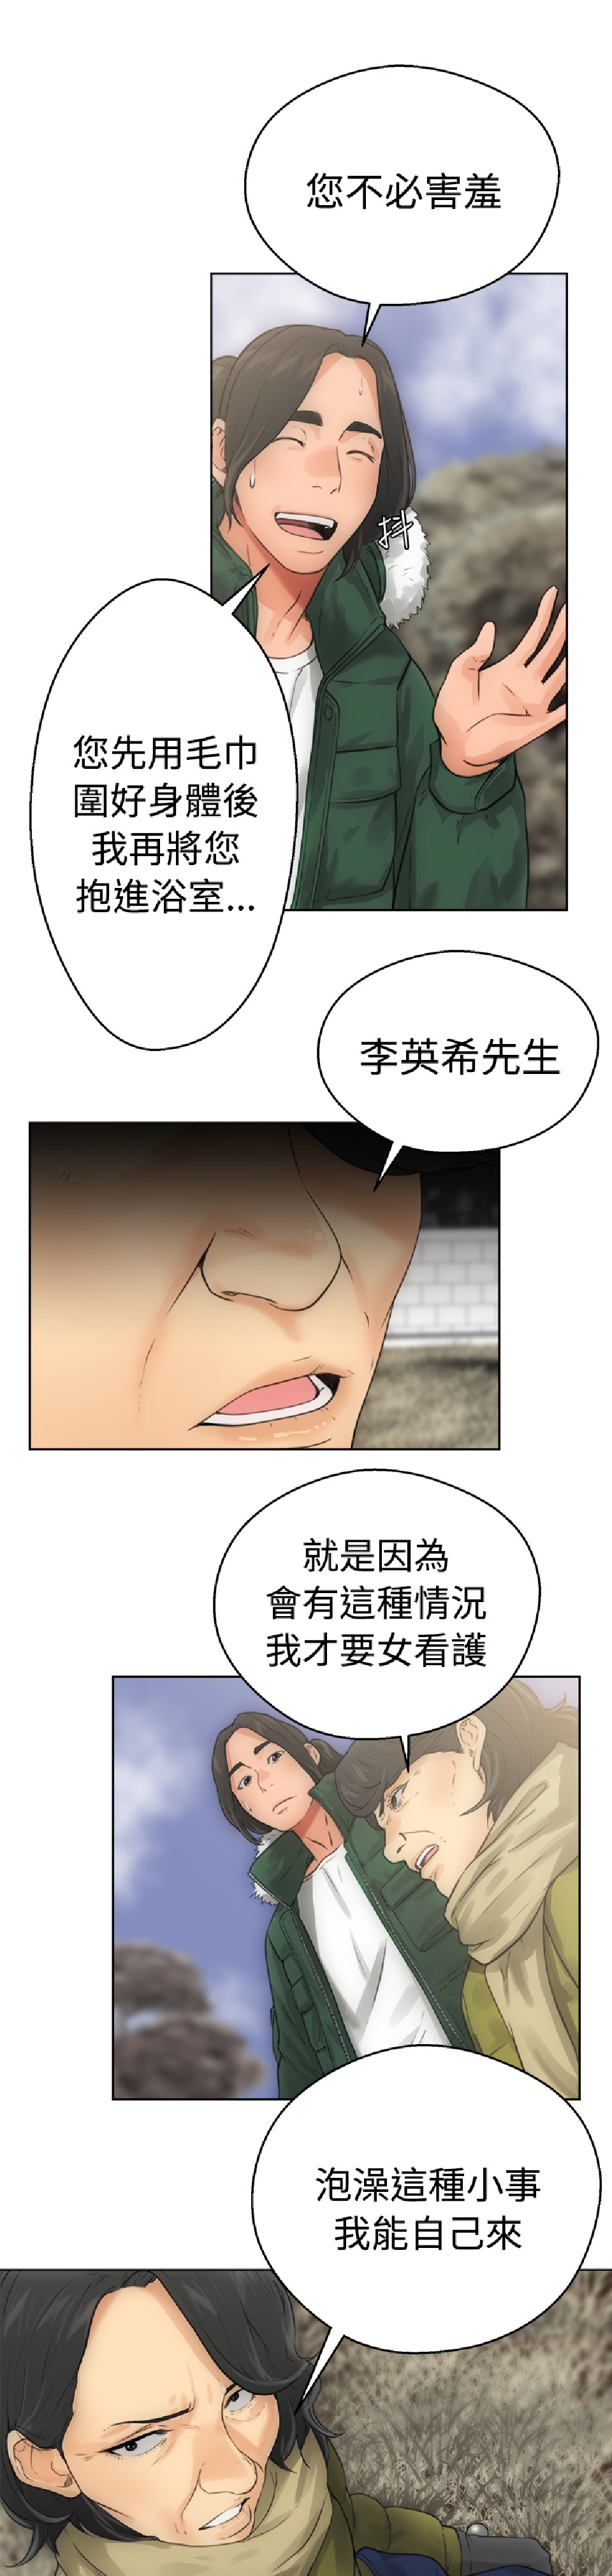 您不必害羞
抖
您先用毛巾
圍好身體後
我再將您
抱進浴室...
李英希先生
就是因為
會有這種情況
我才要女看護
泡澡這種小事
我能自己來